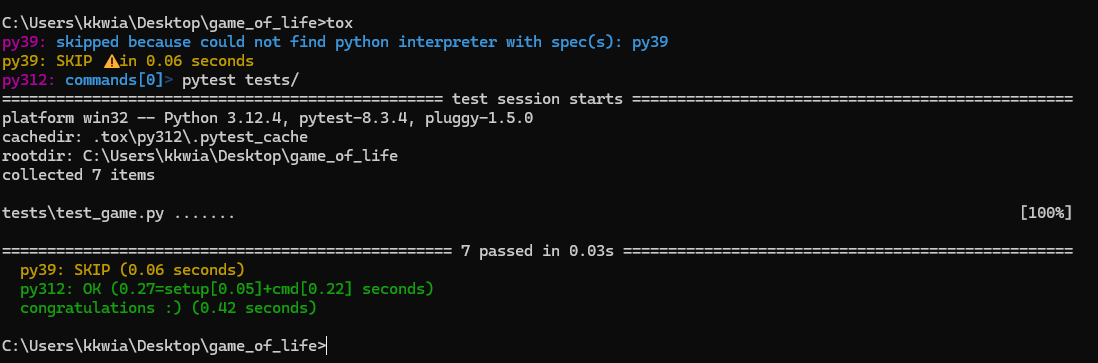 C:\Users\kkwia\Desktop\game_of_life>tox
py39: skipped because could not find python interpreter with spec(s): py39
py39: SKIP ⚠ in 0.06 seconds
py312: commands[0]> pytest tests/
================================================= test session starts =================================================
platform win32 -- Python 3.12.4, pytest-8.3.4, pluggy-1.5.0
cachedir: .tox\py312\.pytest_cache
rootdir: C:\Users\kkwia\Desktop\game_of_life
collected 7 items
tests\test_game.py ....... [100%]
================================================== 7 passed in 0.03s ==================================================
py39: SKIP (0.06 seconds)
py312: OK (0.27=setup[0.05]+cmd[0.22] seconds)
congratulations :) (0.42 seconds)
C:\Users\kkwia\Desktop\game_of_life>